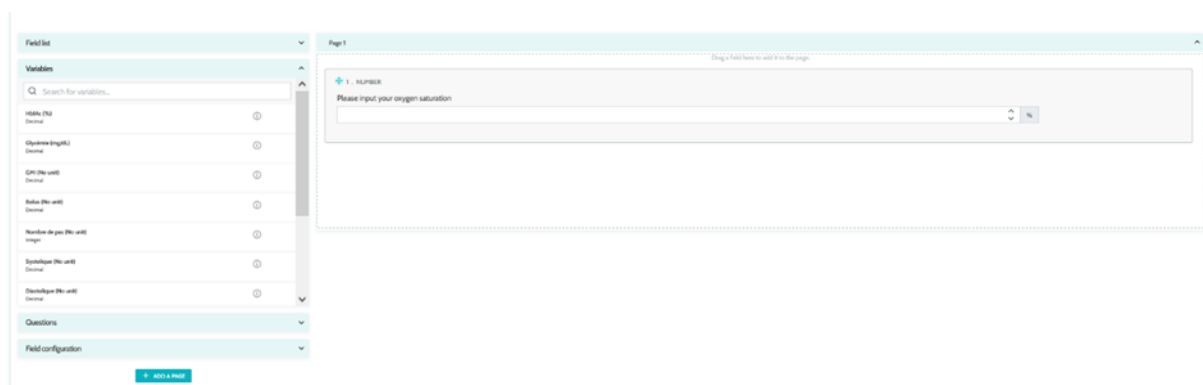 Field list
Variables
Search for variables...
HbA1c (%)
Decimal
Glycémie (mg/dL)
Decimal
GMI (No unit)
Decimal
Bolus (No unit)
Decimal
Nombre de pas (No unit)
Integer
Systolique (No unit)
Decimal
Diastolique (No unit)
Decimal
Questions
Field configuration
+ ADD A PAGE
Page 1
Drag a field here to add it to the page.
1 . NUMBER
Please input your oxygen saturation
%